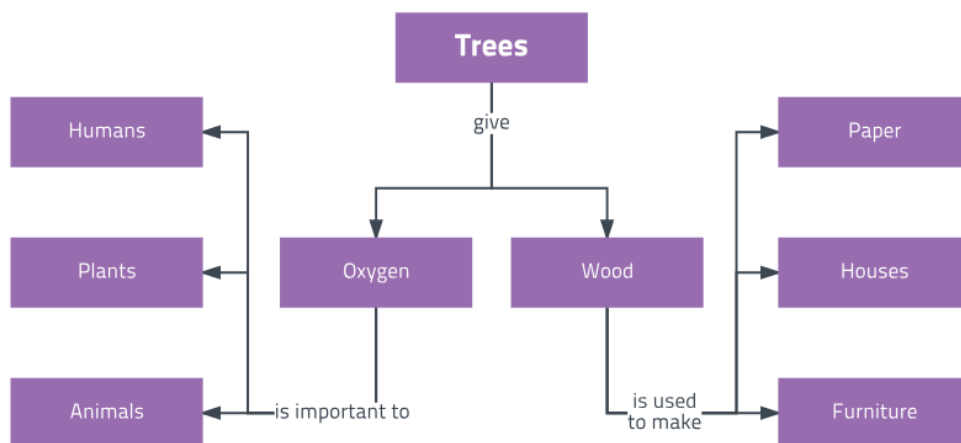 Trees
give
Humans
Paper
Plants
Oxygen
Wood
Houses
Animals
is important to
is used
to make
Furniture